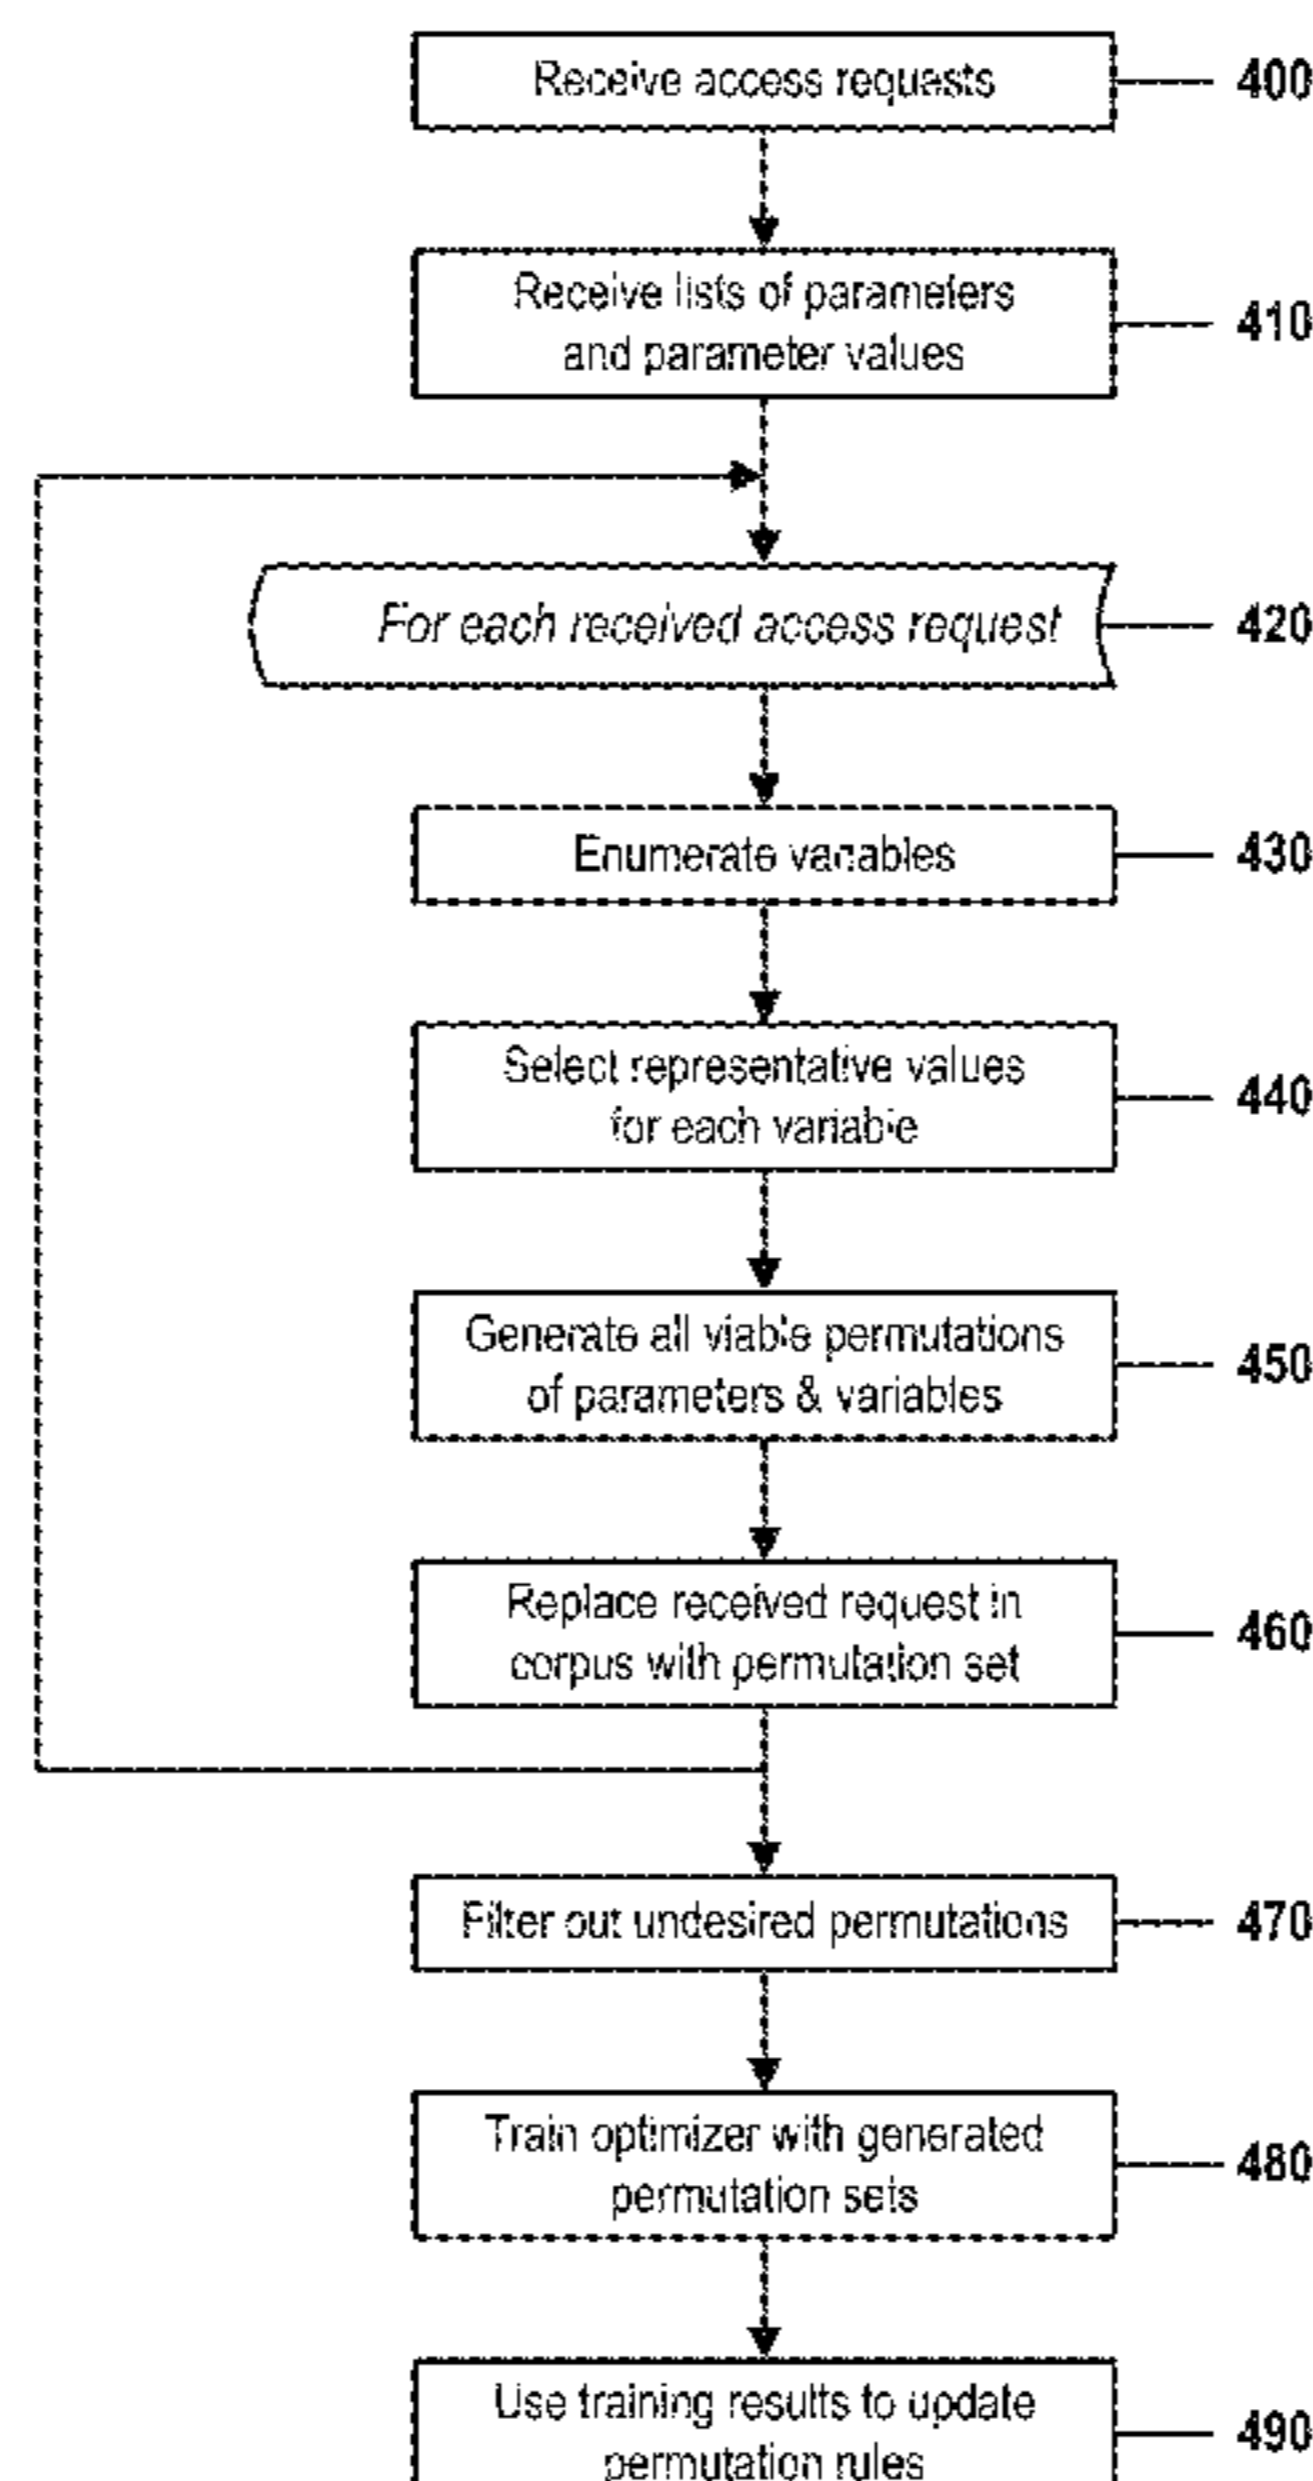 Receive access requests
400
Receive lists of parameters
and parameter values
410
For each received access request
420
Enumerate variables
430
Select representative values
for each variable
440
Generate all viable permutations
of parameters & variables
450
Replace received request in
corpus with permutation set
460
Filter out undesired permutations
470
Train optimizer with generated
permutation sets
480
Use training results to update
permutation rules
490